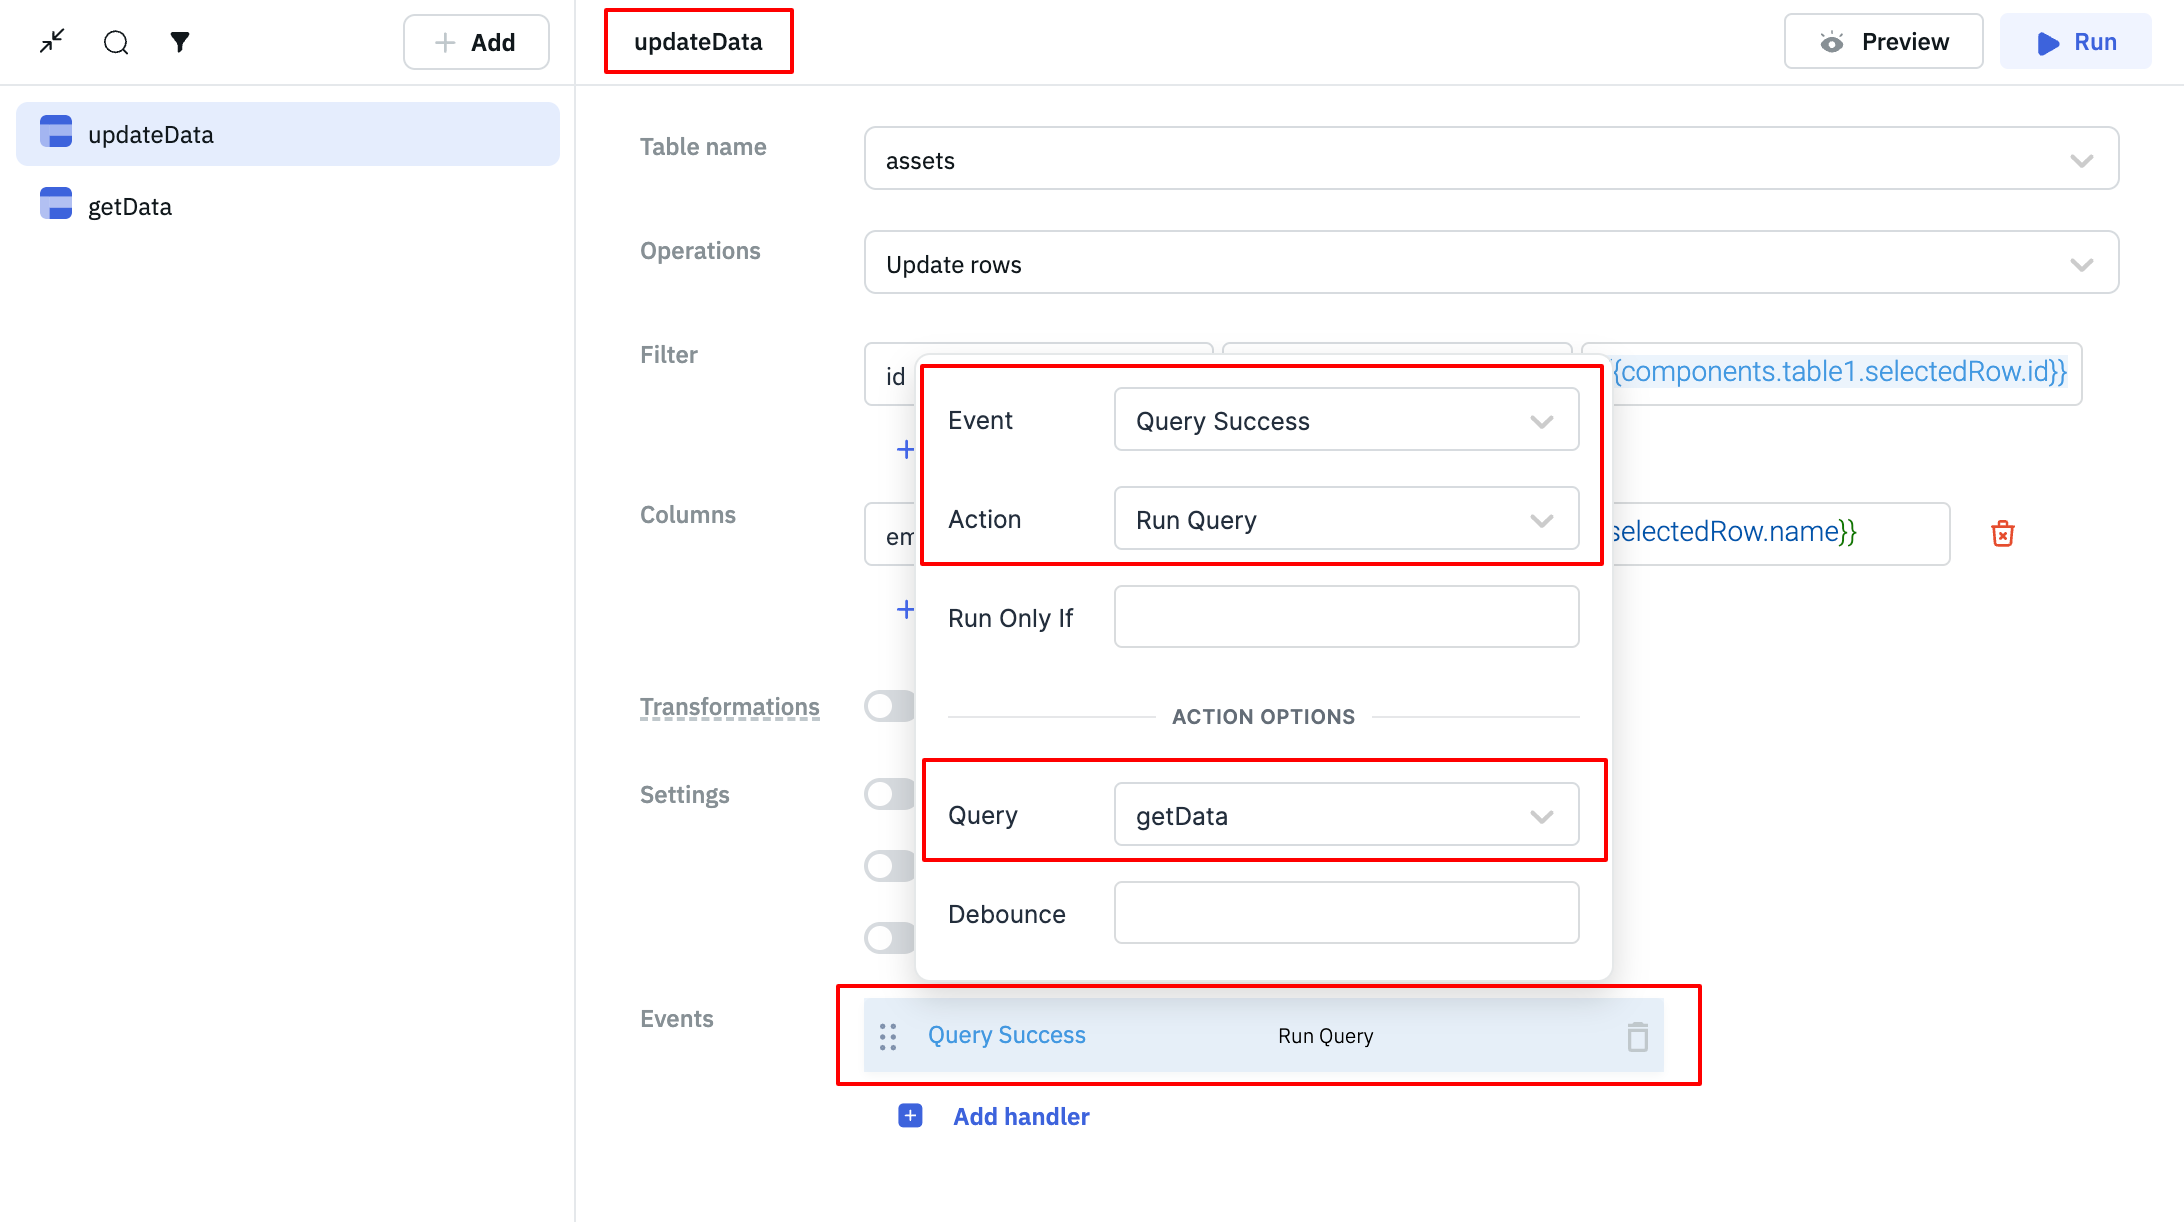 Add
updateData
Preview
Run
updateData
getData
Table name
assets
Operations
Update rows
Filter
id
{components.table1.selectedRow.id}}
Event
Query Success
Action
Run Query
Columns
selectedRow.name}}
Run Only If
Transformations
ACTION OPTIONS
Settings
Query
getData
Debounce
Events
Query Success
Run Query
Add handler